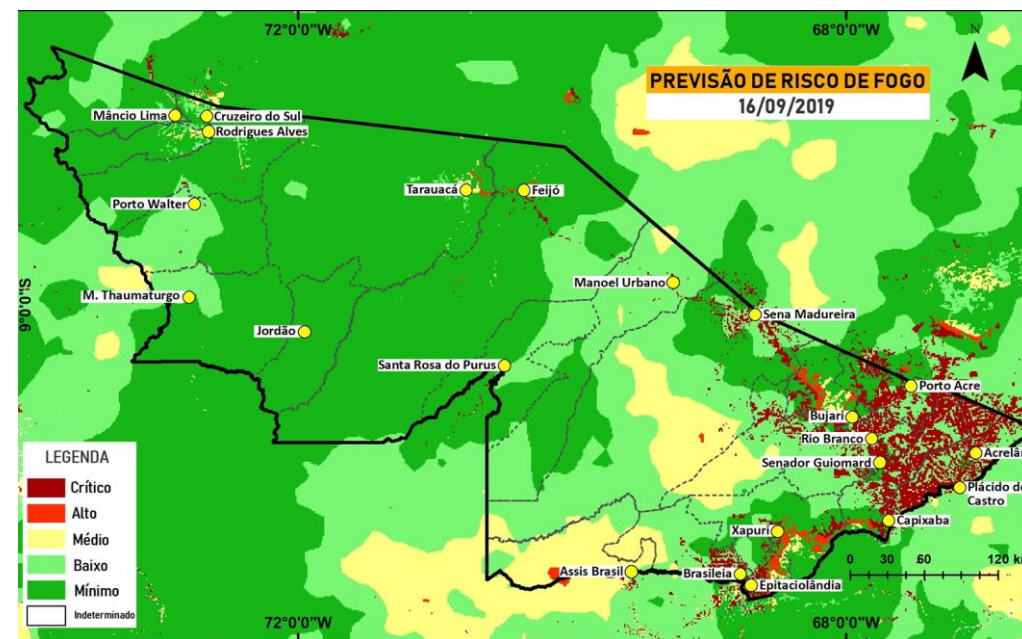 72°0'0"W
68°0'0"W
N
PREVISÃO DE RISCO DE FOGO
16/09/2019
Mâncio Lima
Cruzeiro do Sul
Rodrigues Alves
Porto Walter
Tarauacá
Feijó
M. Thaumaturgo
Manoel Urbano
9°0'0"S
Jordão
Sena Madureira
Santa Rosa do Purus
Porto Acre
Bujari
Rio Branco
Senador Guiomard
Acrelân
Plácido de
Castro
Capixaba
Xapuri
Assis Brasil
Brasileia
Epitaciolândia
LEGENDA
Crítico
Alto
Médio
Baixo
Mínimo
Indeterminado
0 30 60 120 km
72°0'0"W
68°0'0"W